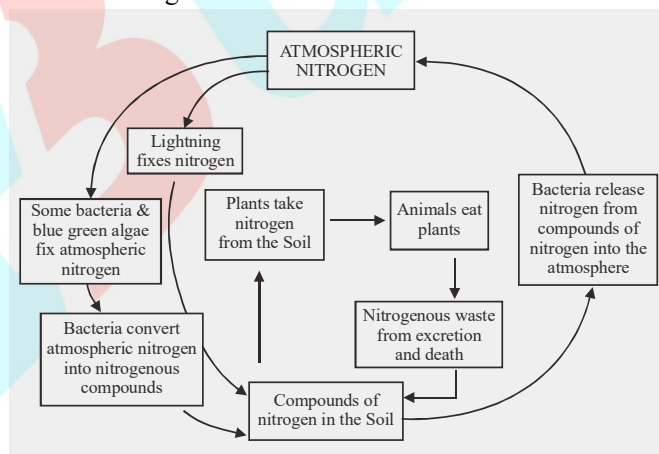 ATMOSPHERIC
NITROGEN
Lightning
fixes nitrogen
Some bacteria &
blue green algae
fix atmospheric
nitrogen
Plants take
nitrogen
from the Soil
Animals eat
plants
Bacteria release
nitrogen from
compounds of
nitrogen into the
atmosphere
Bacteria convert
atmospheric nitrogen
into nitrogenous
compounds
Nitrogenous waste
from excretion
and death
Compounds of
nitrogen in the Soil